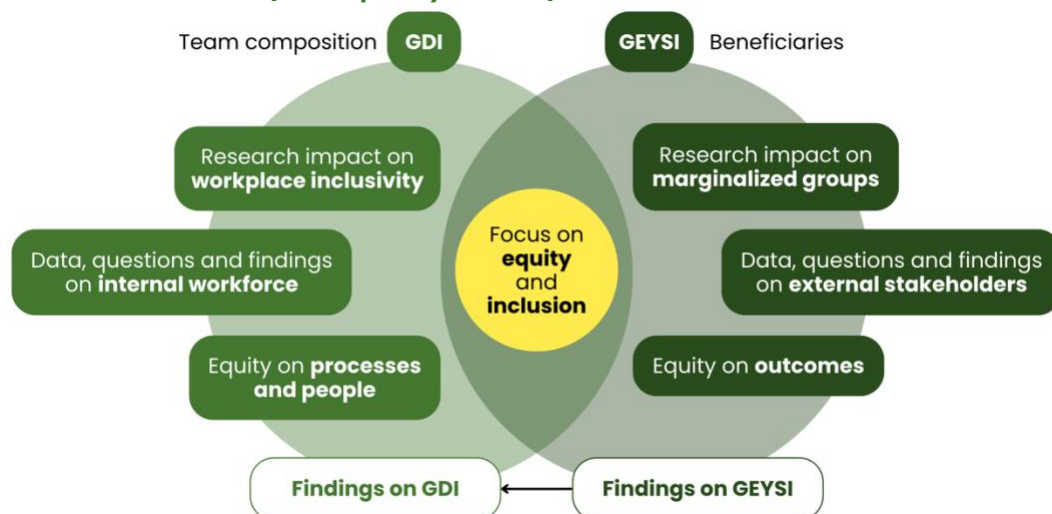 Team composition GDI GEYSI Beneficiaries
Research impact on
workplace inclusivity
Research impact on
marginalized groups
Data, questions and findings
on internal workforce
Focus on
equity
and
inclusion
Data, questions and findings
on external stakeholders
Equity on processes
and people
Equity on outcomes
Findings on GDI
Findings on GEYSI